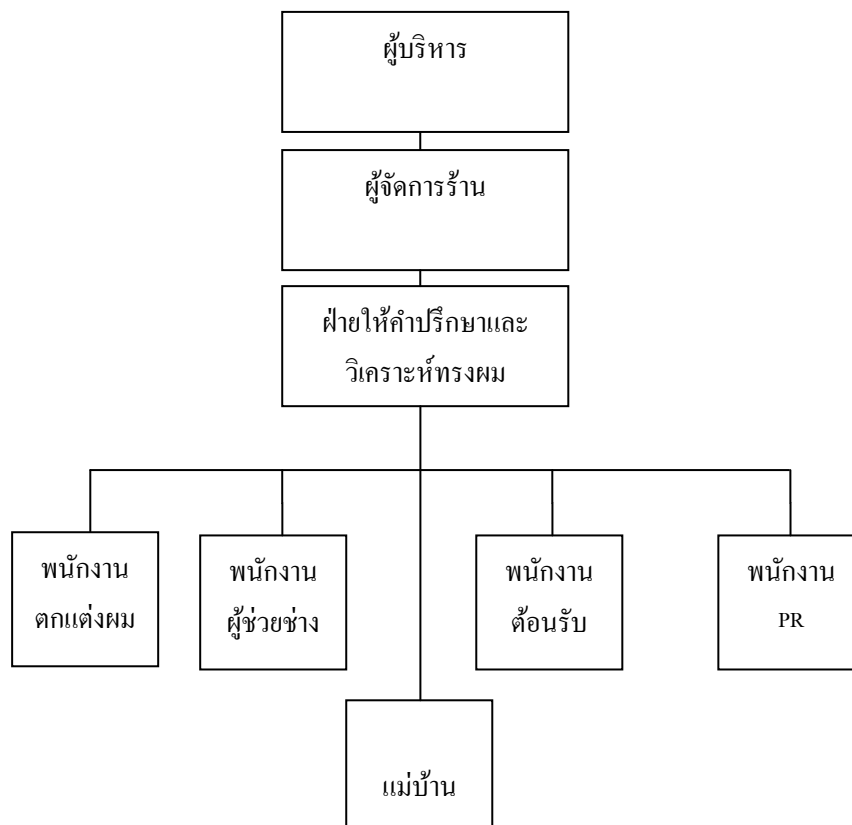 ผู้บริหาร
ผู้จัดการร้าน
ฝ่ายให้คำปรึกษาและ
วิเคราะห์ทรงผม
พนักงาน
ตกแต่งผม
พนักงาน
ผู้ช่วยช่าง
พนักงาน
ต้อนรับ
พนักงาน
PR
แม่บ้าน